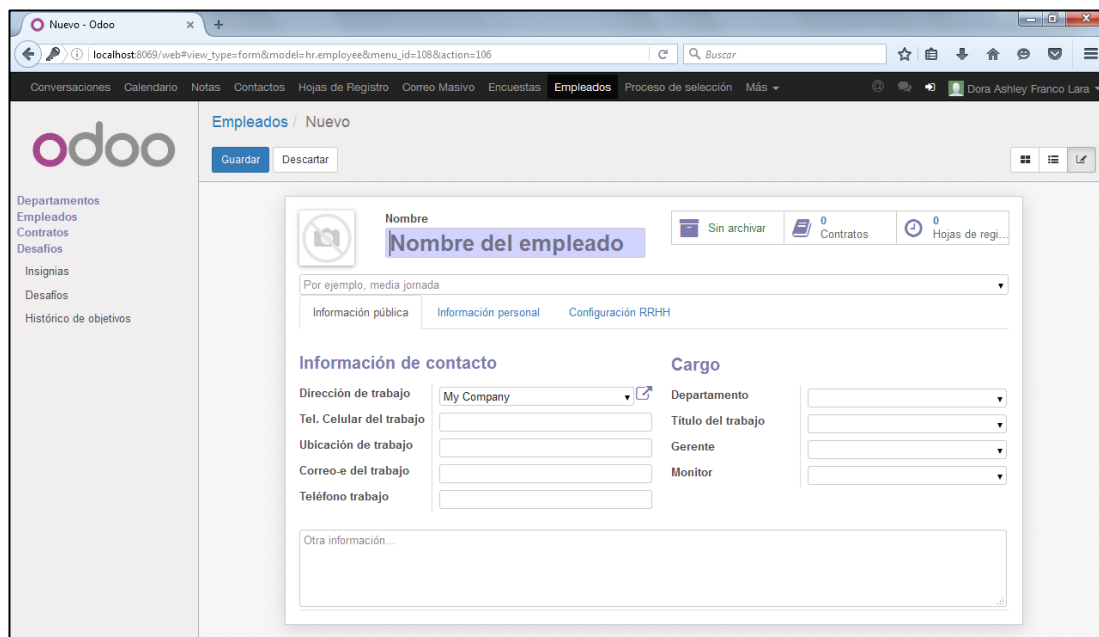 Nuevo - Odoo
localhost:8069/web#view_type=form&model=hr.employee&menu_id=108&action=106
Buscar
Conversaciones Calendario Notas Contactos Hojas de Registro Correo Masivo Encuestas Empleados Proceso de selección Más Dora Ashley Franco Lara
odoo
Empleados / Nuevo
Guardar Descartar
Departamentos
Empleados
Contratos
Desafíos
Insignias
Desafíos
Histórico de objetivos
Nombre
Nombre del empleado
Sin archivar
0
Contratos
0
Hojas de regi...
Por ejemplo, media jornada
Información pública Información personal Configuración RRHH
Información de contacto
Dirección de trabajo My Company
Tel. Celular del trabajo
Ubicación de trabajo
Correo-e del trabajo
Teléfono trabajo
Cargo
Departamento
Título del trabajo
Gerente
Monitor
Otra información...